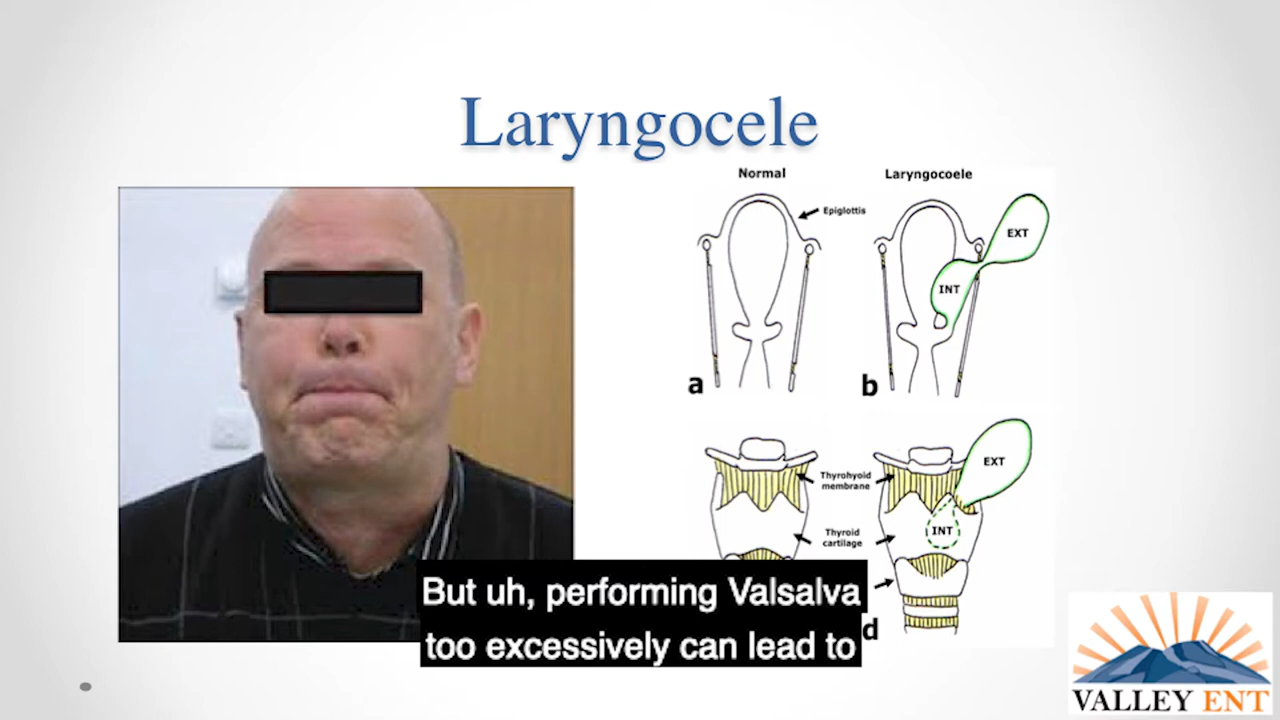 Laryngocele
Normal
Laryngocoele
Epiglottis
EXT
INT
a
b
EXT
Thyrohyoid
membrane
Thyroid
cartilage
INT
d
But uh, performing Valsalva
too excessively can lead to
VALLEY ENT